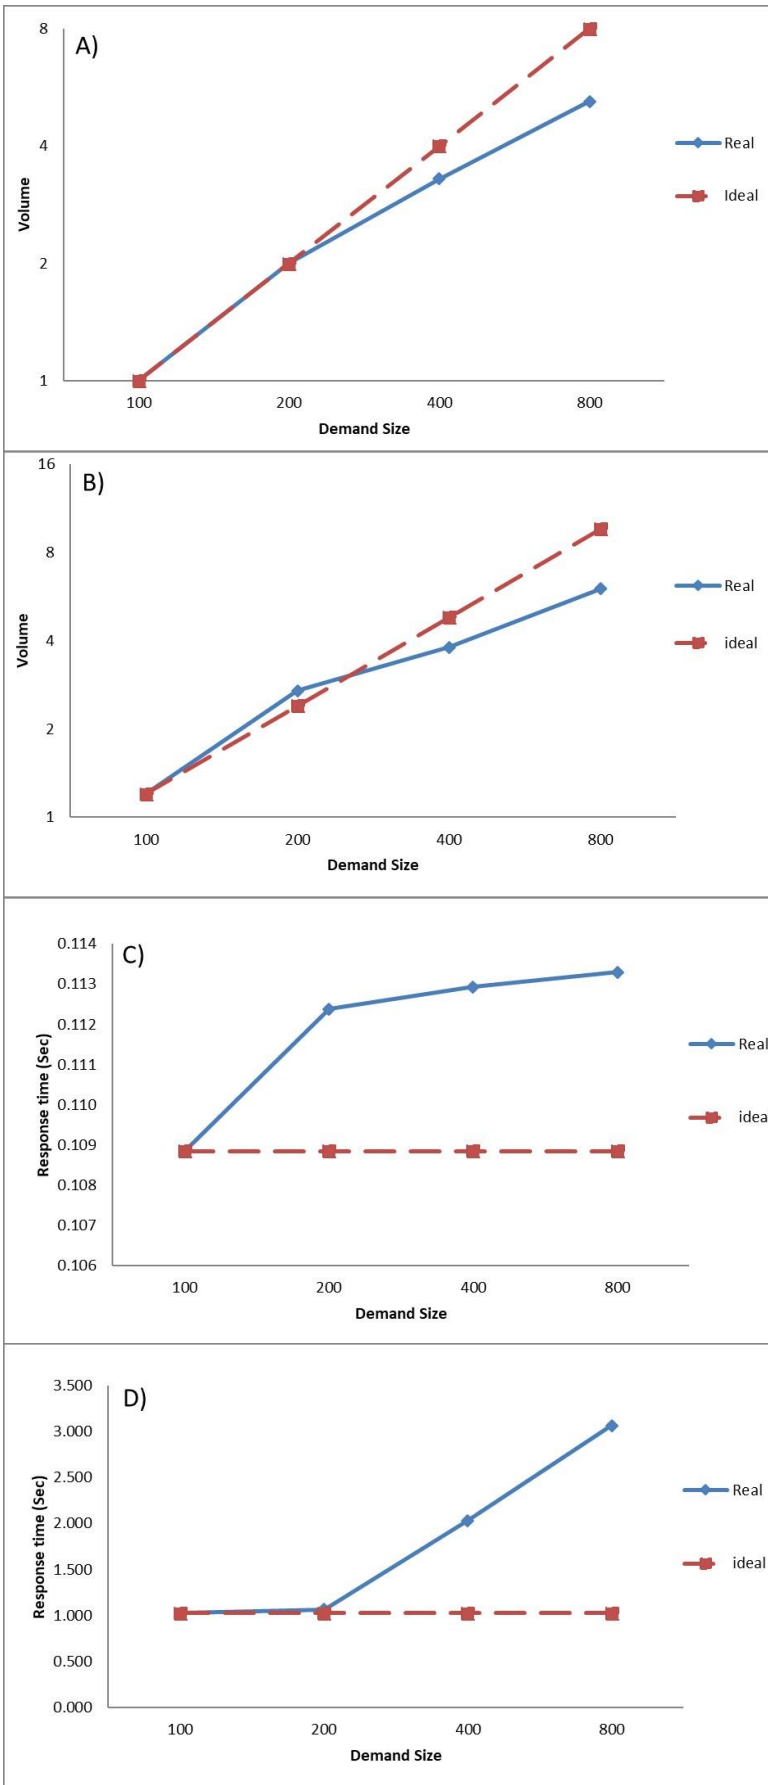 A)
8
4
2
1
Volume
100 200 400 800
Demand Size
Real
Ideal
B)
16
8
4
2
1
Volume
100 200 400 800
Demand Size
Real
ideal
C)
0.114
0.113
0.112
0.111
0.110
0.109
0.108
0.107
0.106
Response time (Sec)
100 200 400 800
Demand Size
Real
idea
D)
3.500
3.000
2.500
2.000
1.500
1.000
0.500
0.000
Response time (Sec)
100 200 400 800
Demand Size
Real
ideal